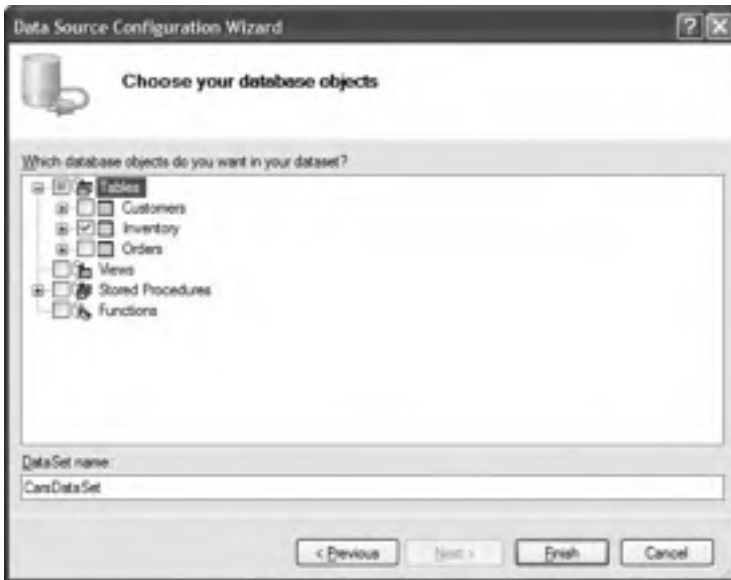 Data Source Configuration Wizard
Choose your database objects
Which database objects do you want in your dataset?
Tables
Customers
Inventory
Orders
Views
Stored Procedures
Functions
DataSet name:
CarsDataSet
< Previous
Next >
Finish
Cancel